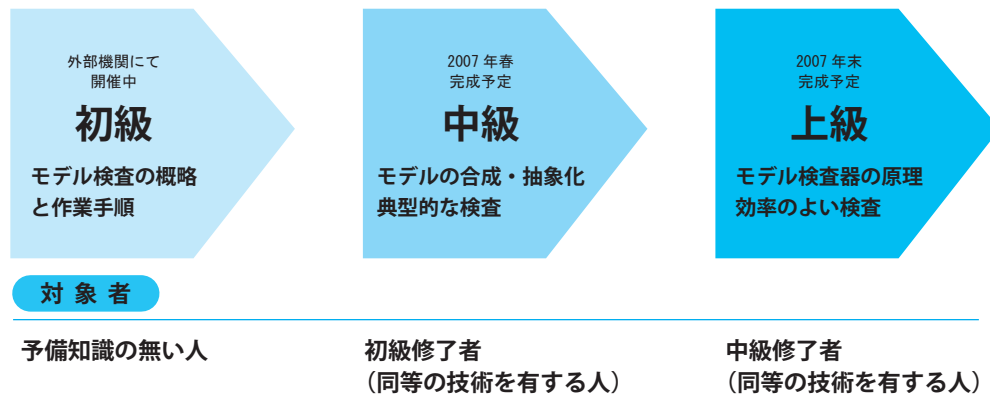 外部機関にて
開催中
初級
モデル検査の概略
と作業手順
2007 年春
完成予定
中級
モデルの合成・抽象化
典型的な検査
2007 年末
完成予定
上級
モデル検査器の原理
効率のよい検査
対 象 者
予備知識の無い人
初級修了者
（同等の技術を有する人）
中級修了者
（同等の技術を有する人）